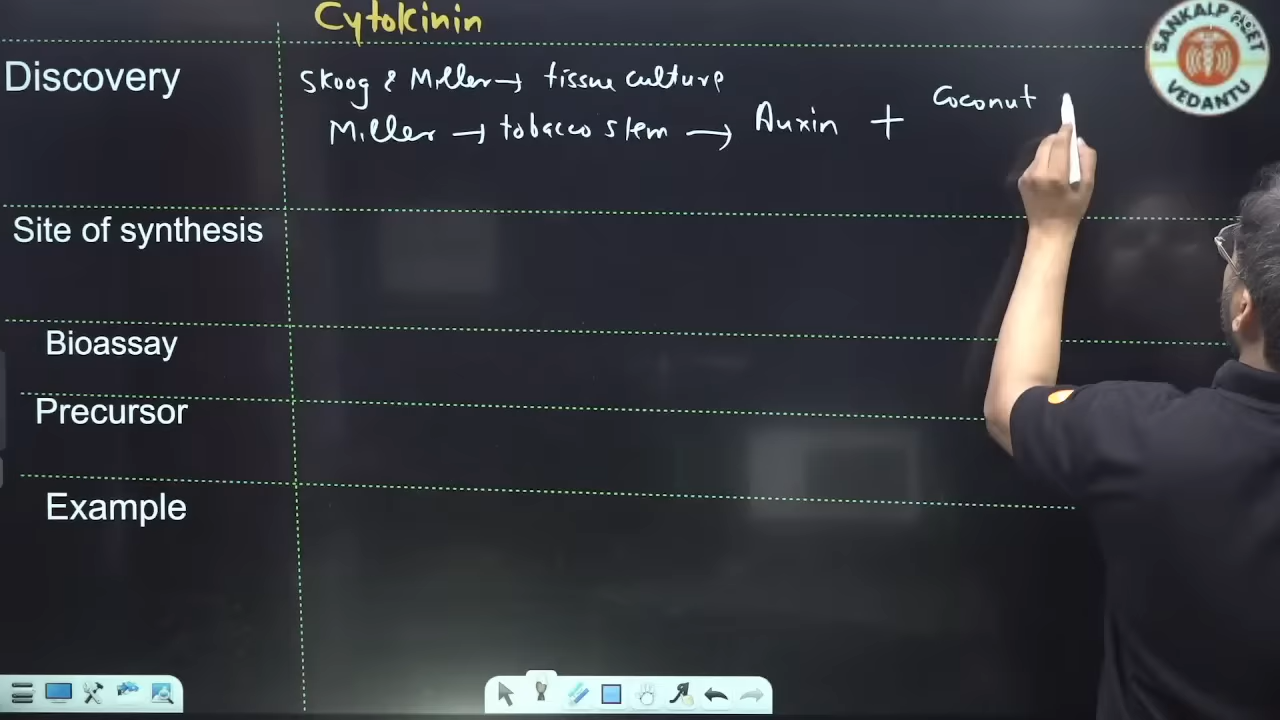 Cytokinin
Discovery
Skoog & Miller → tissue culture
Miller → tobacco stem → Auxin + Coconut
Site of synthesis
Bioassay
Precursor
Example
SANKALP
VEDANTU